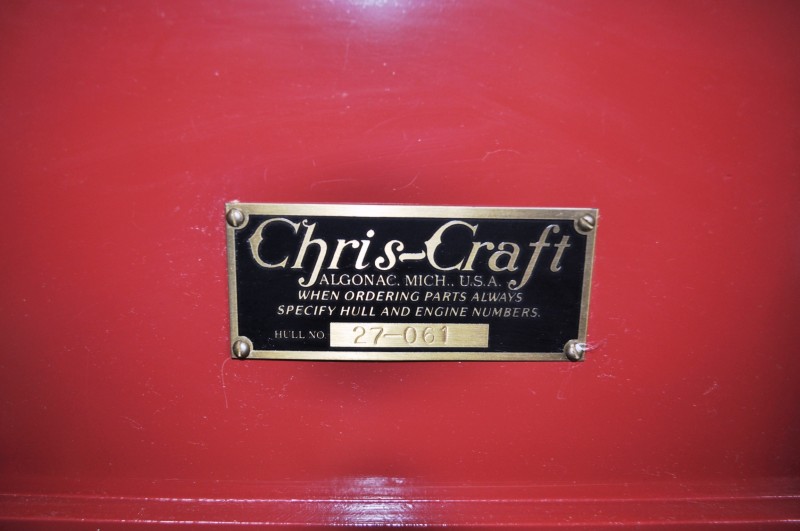 Chris-Craft
ALGONAC, MICH., U.S.A.
WHEN ORDERING PARTS ALWAYS
SPECIFY HULL AND ENGINE NUMBERS.
HULL NO. 27-061